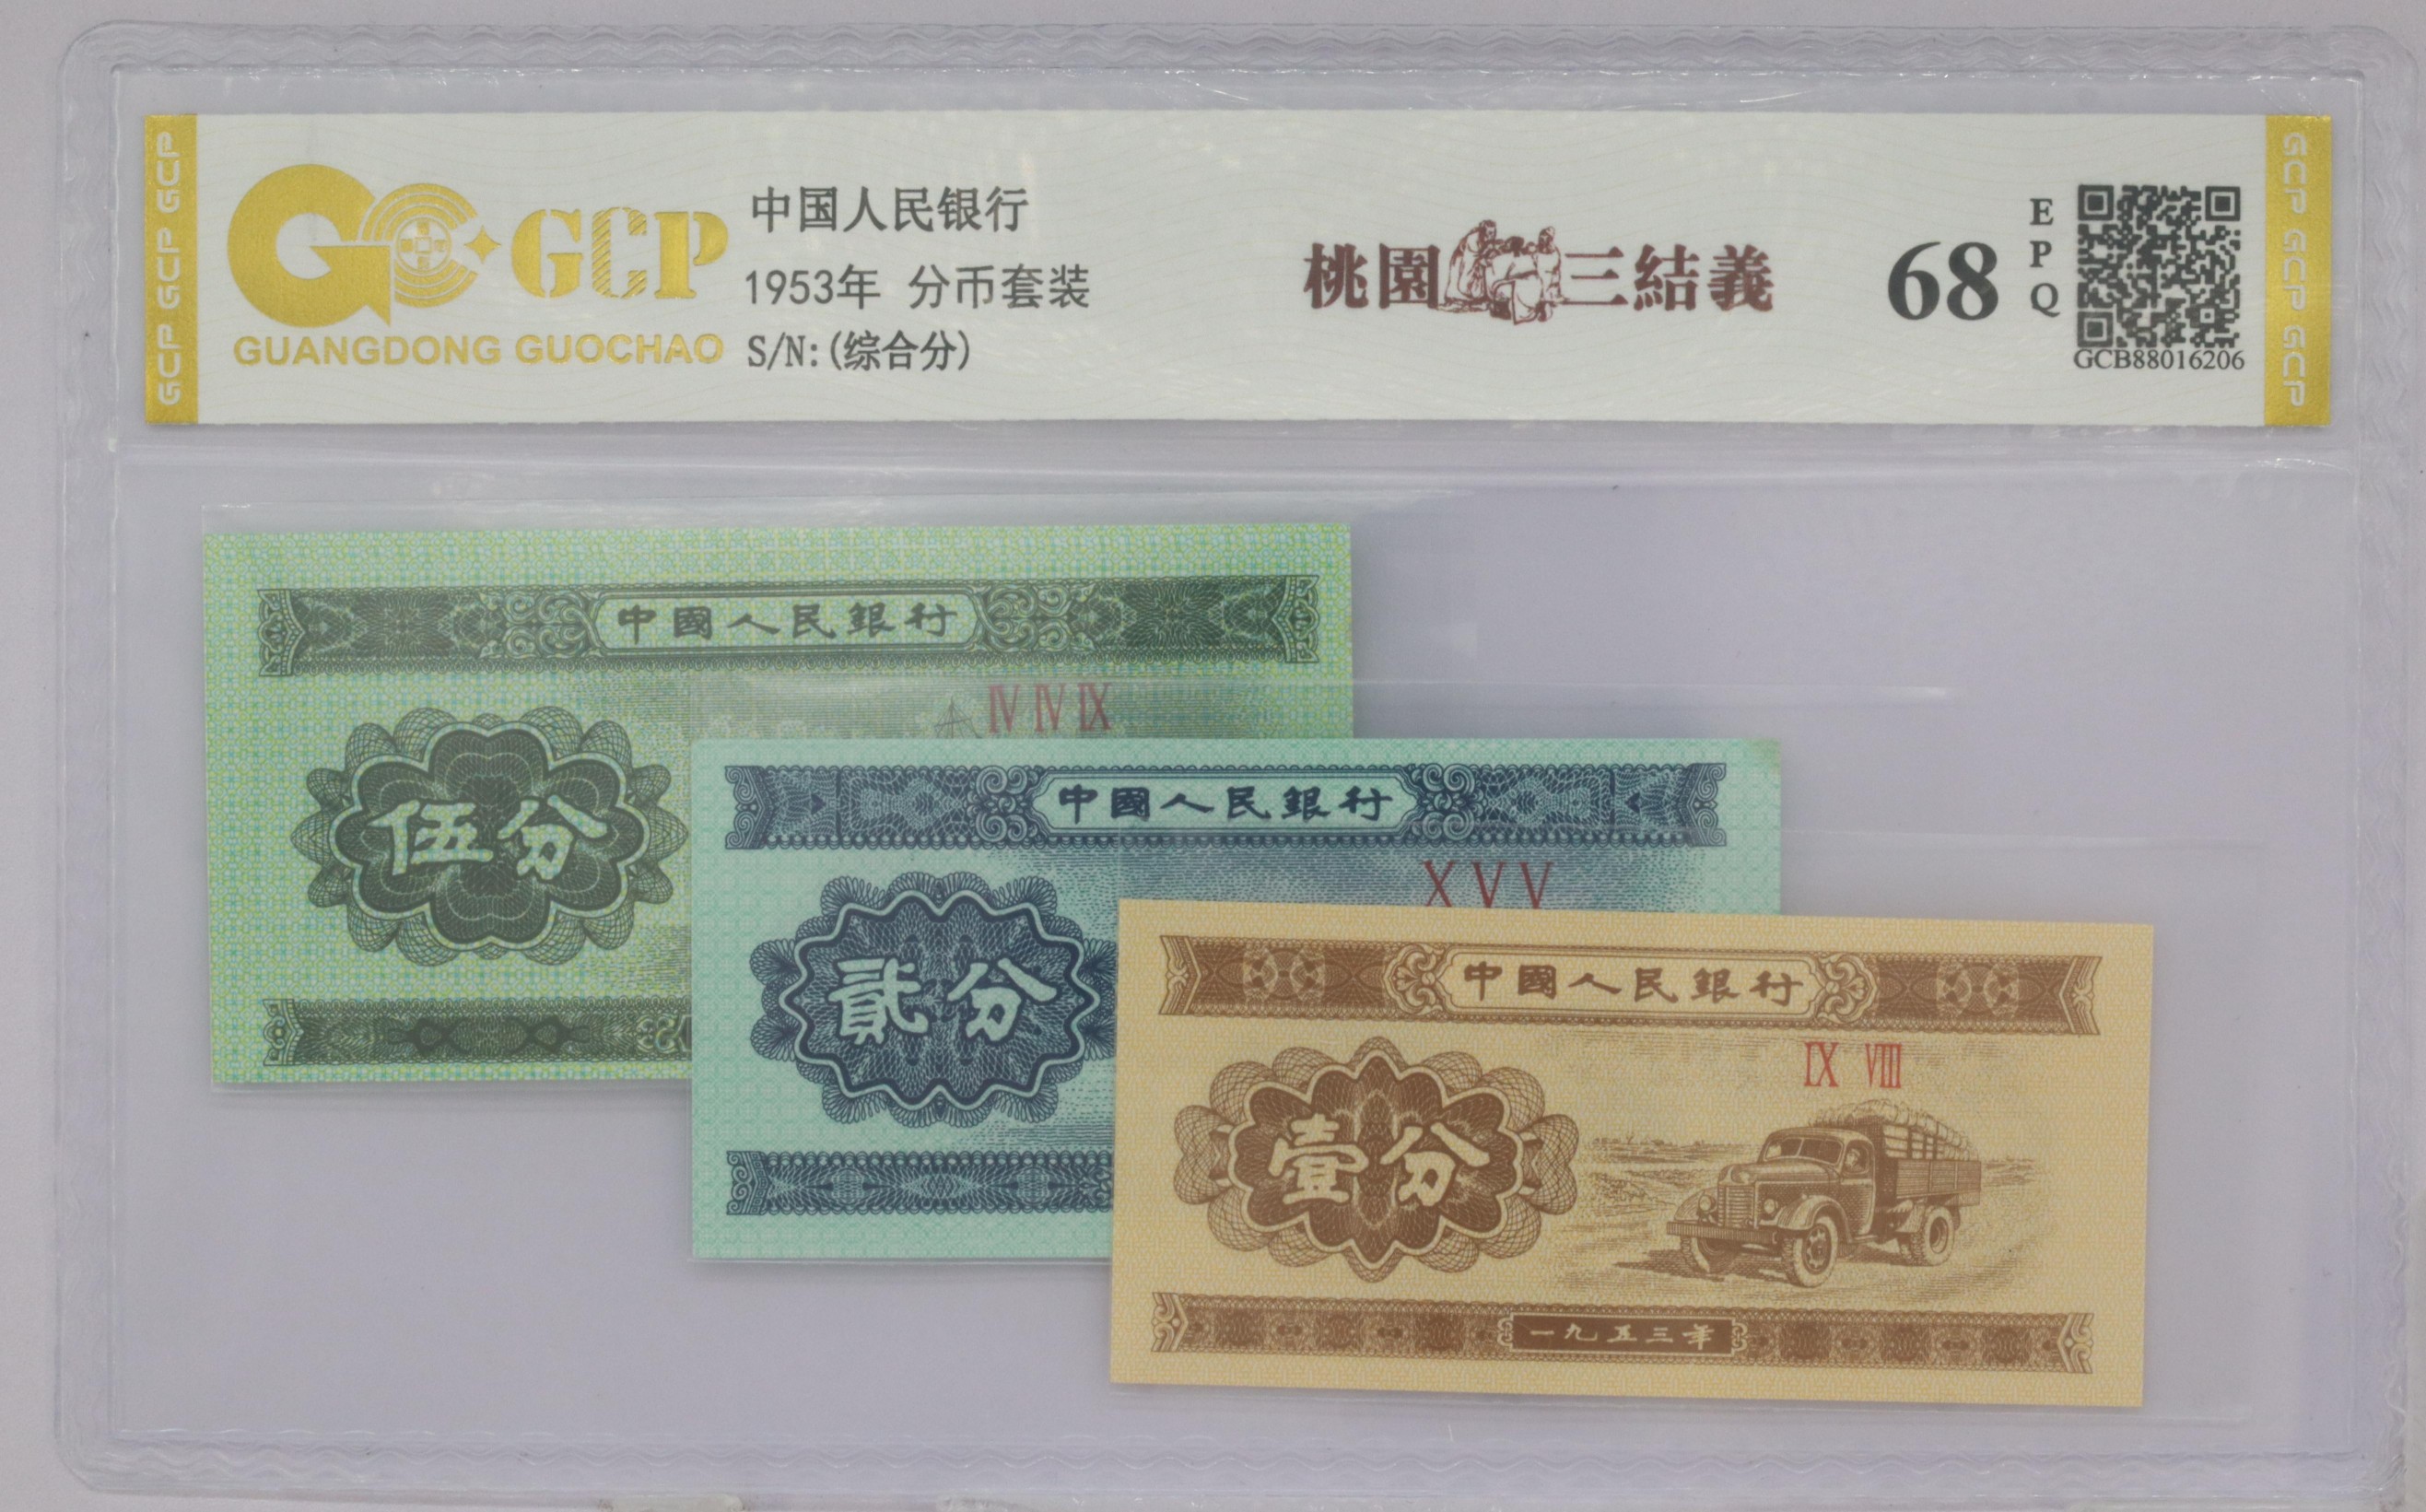 GCP GCP GCP
GCP
GUANGDONG GUOCHAO
中国人民银行
1953年 分币套装
S/N:(综合分)
桃園三結義
68
EPQ
GCB88016206
GCP GCP GCP
中國人民銀行
IV IV IX
伍分
中國人民銀行
X V V
貳分
中國人民銀行
IX VIII
壹分
一九五三年